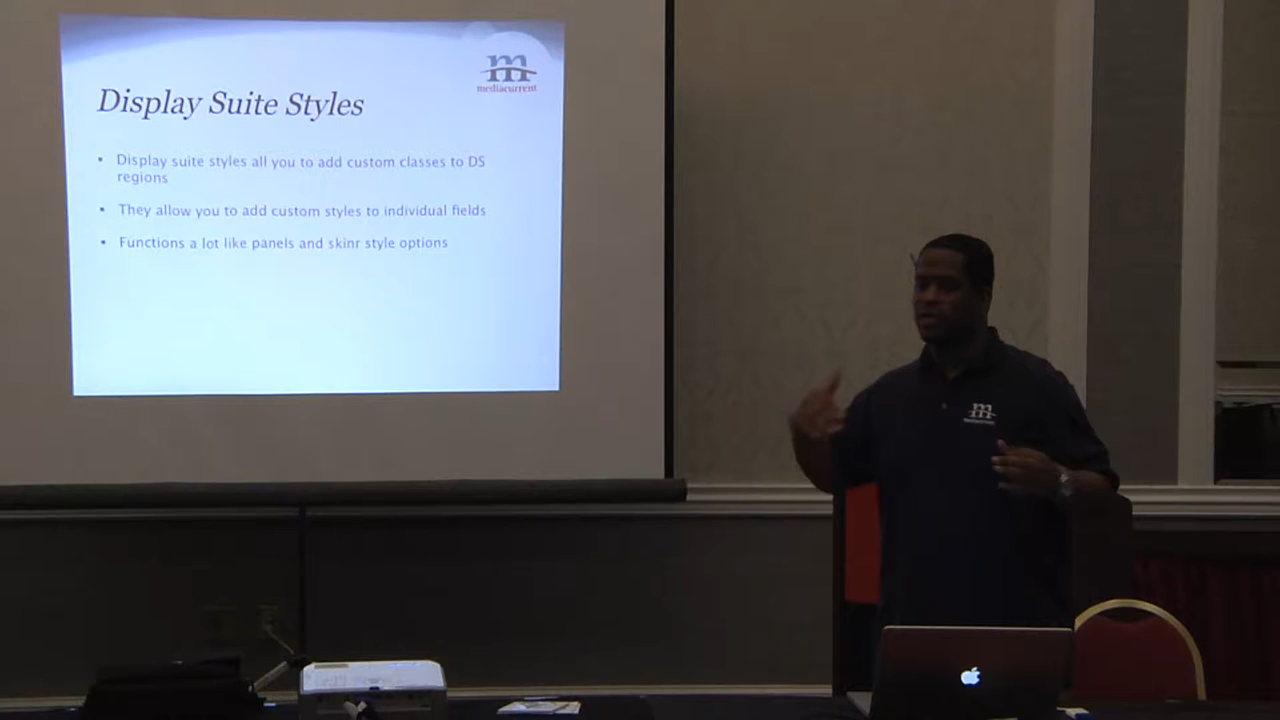 m
mediacurrent
Display Suite Styles
• Display suite styles all you to add custom classes to DS
regions
• They allow you to add custom styles to individual fields
• Functions a lot like panels and skinr style options
m